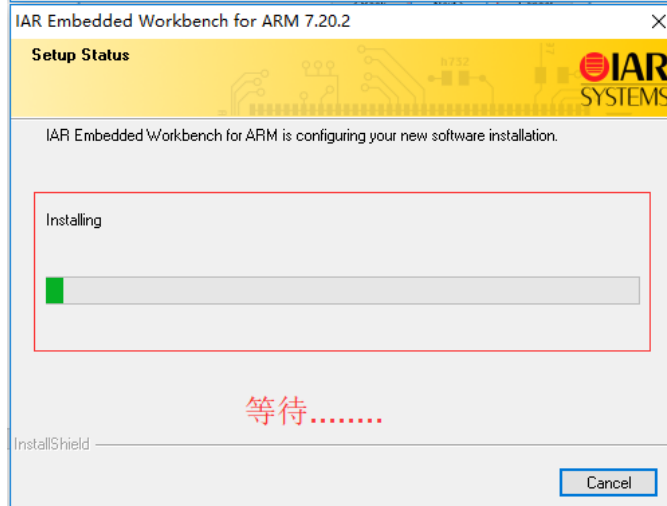 IAR Embedded Workbench for ARM 7.20.2
Setup Status
h732
IAR
SYSTEMS
IAR Embedded Workbench for ARM is configuring your new software installation.
Installing
等待........
InstallShield
Cancel